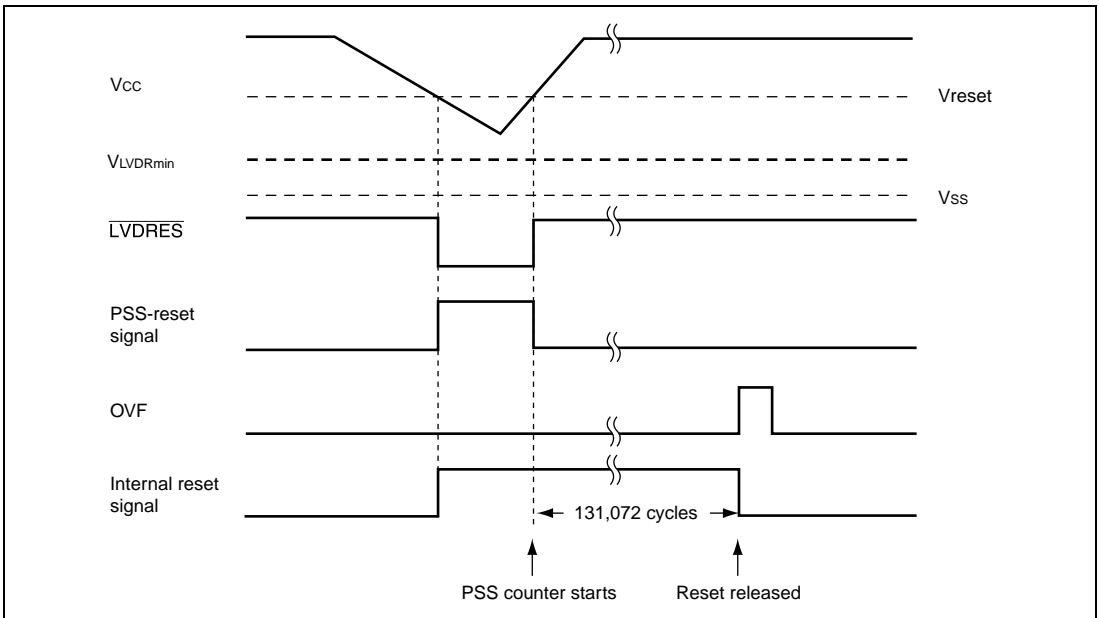 Vcc
Vreset
VLVDRmin
Vss
LVDRES
PSS-reset
signal
OVF
Internal reset
signal
131,072 cycles
PSS counter starts
Reset released